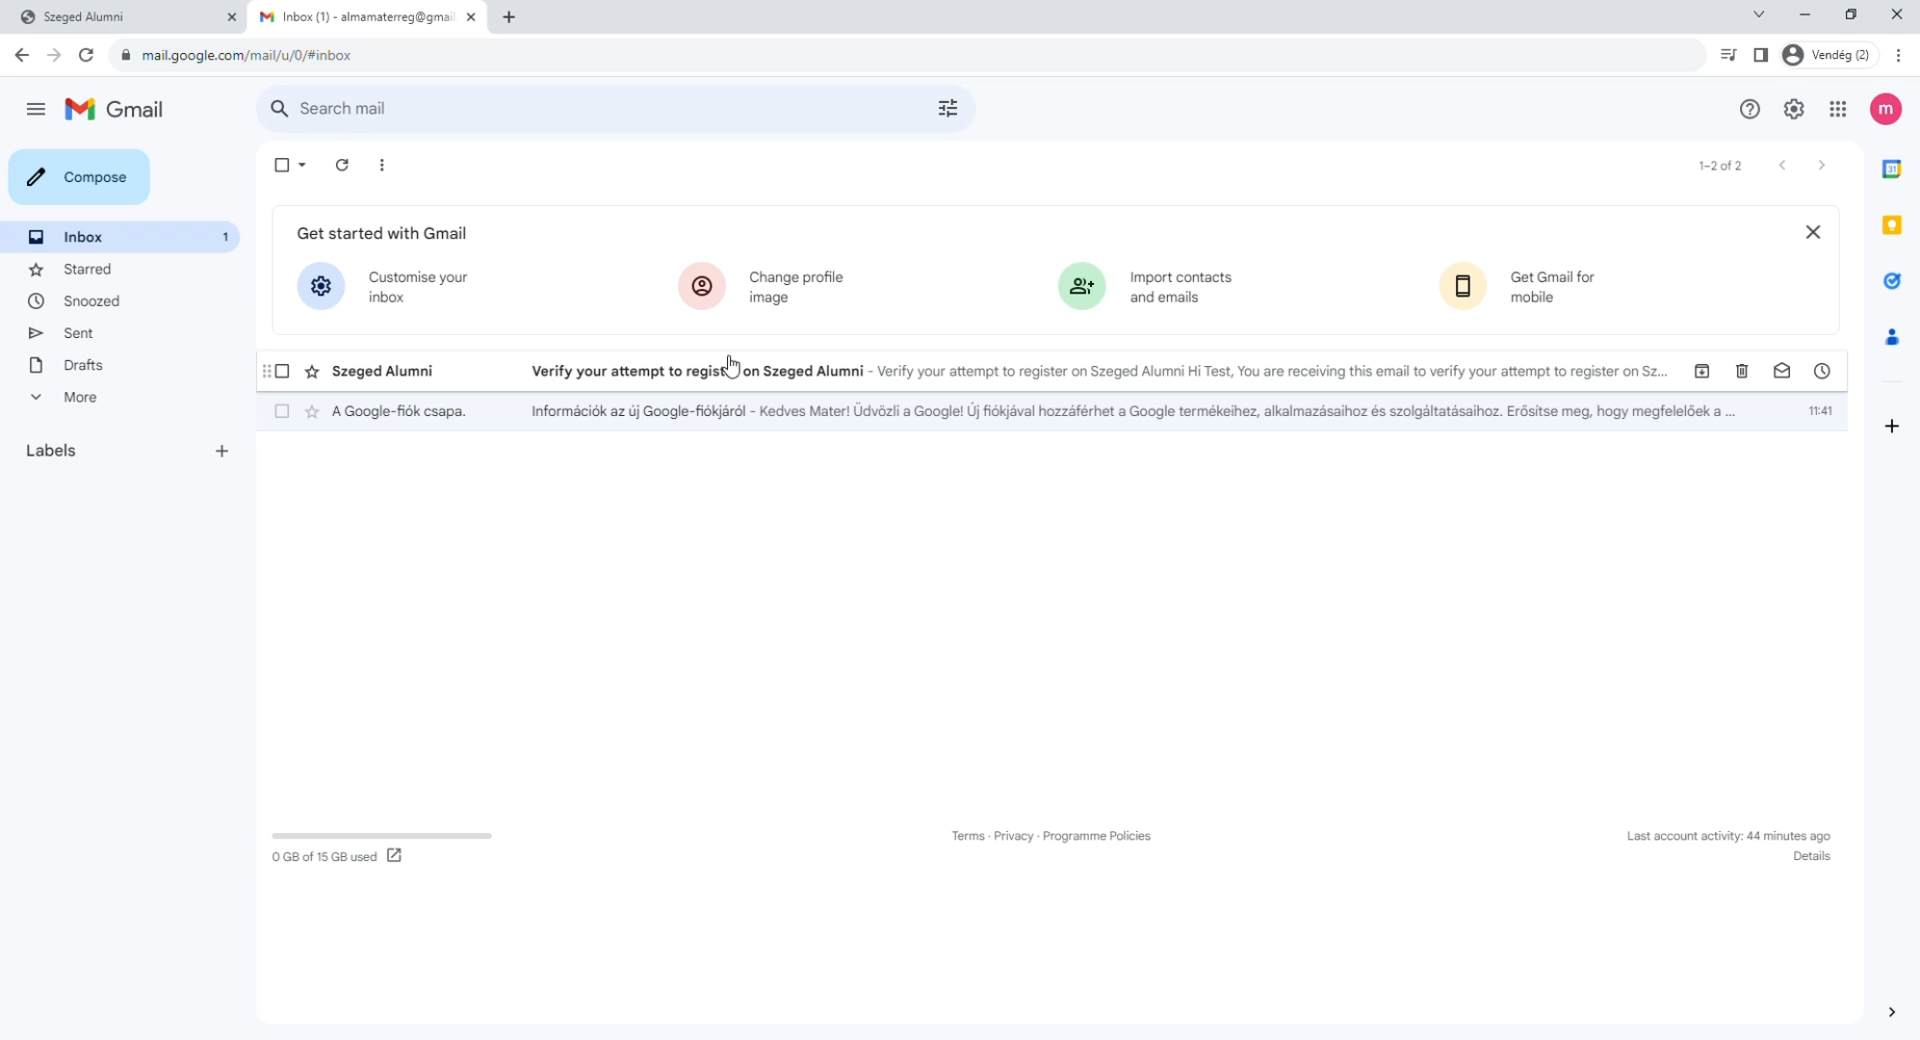 Szeged Alumni
Inbox (1) - almamaterreg@gmail.
mail.google.com/mail/u/0/#inbox
Vendég (2)
Gmail
Search mail
m
Compose
1–2 of 2
31
Inbox 1
Starred
Snoozed
Sent
Drafts
More
Labels
Get started with Gmail
Customise your
inbox
Change profile
image
Import contacts
and emails
Get Gmail for
mobile
Szeged Alumni Verify your attempt to regist on Szeged Alumni - Verify your attempt to register on Szeged Alumni Hi Test, You are receiving this email to verify your attempt to register on Sz...
A Google-fiók csapa. Információk az új Google-fiókjáról - Kedves Mater! Üdvözli a Google! Új fiókjával hozzáférhet a Google termékeihez, alkalmazásaihoz és szolgáltatásaihoz. Erősítse meg, hogy megfelelőek a ... 11:41
0 GB of 15 GB used
Terms · Privacy · Programme Policies
Last account activity: 44 minutes ago
Details